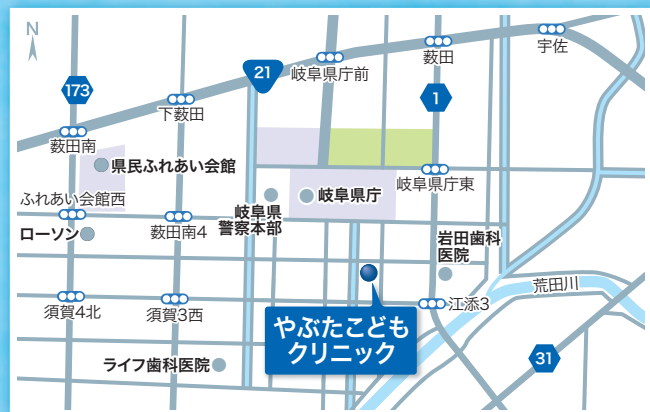 N
宇佐
薮田
岐阜県庁前
21
173
1
下薮田
薮田南
県民ふれあい会館
岐阜県庁東
ふれあい会館西
岐阜県庁
岐阜県
警察本部
ローソン
薮田南4
岩田歯科
医院
荒田川
須賀4北
須賀3西
江添3
やぶたこども
クリニック
31
ライフ歯科医院